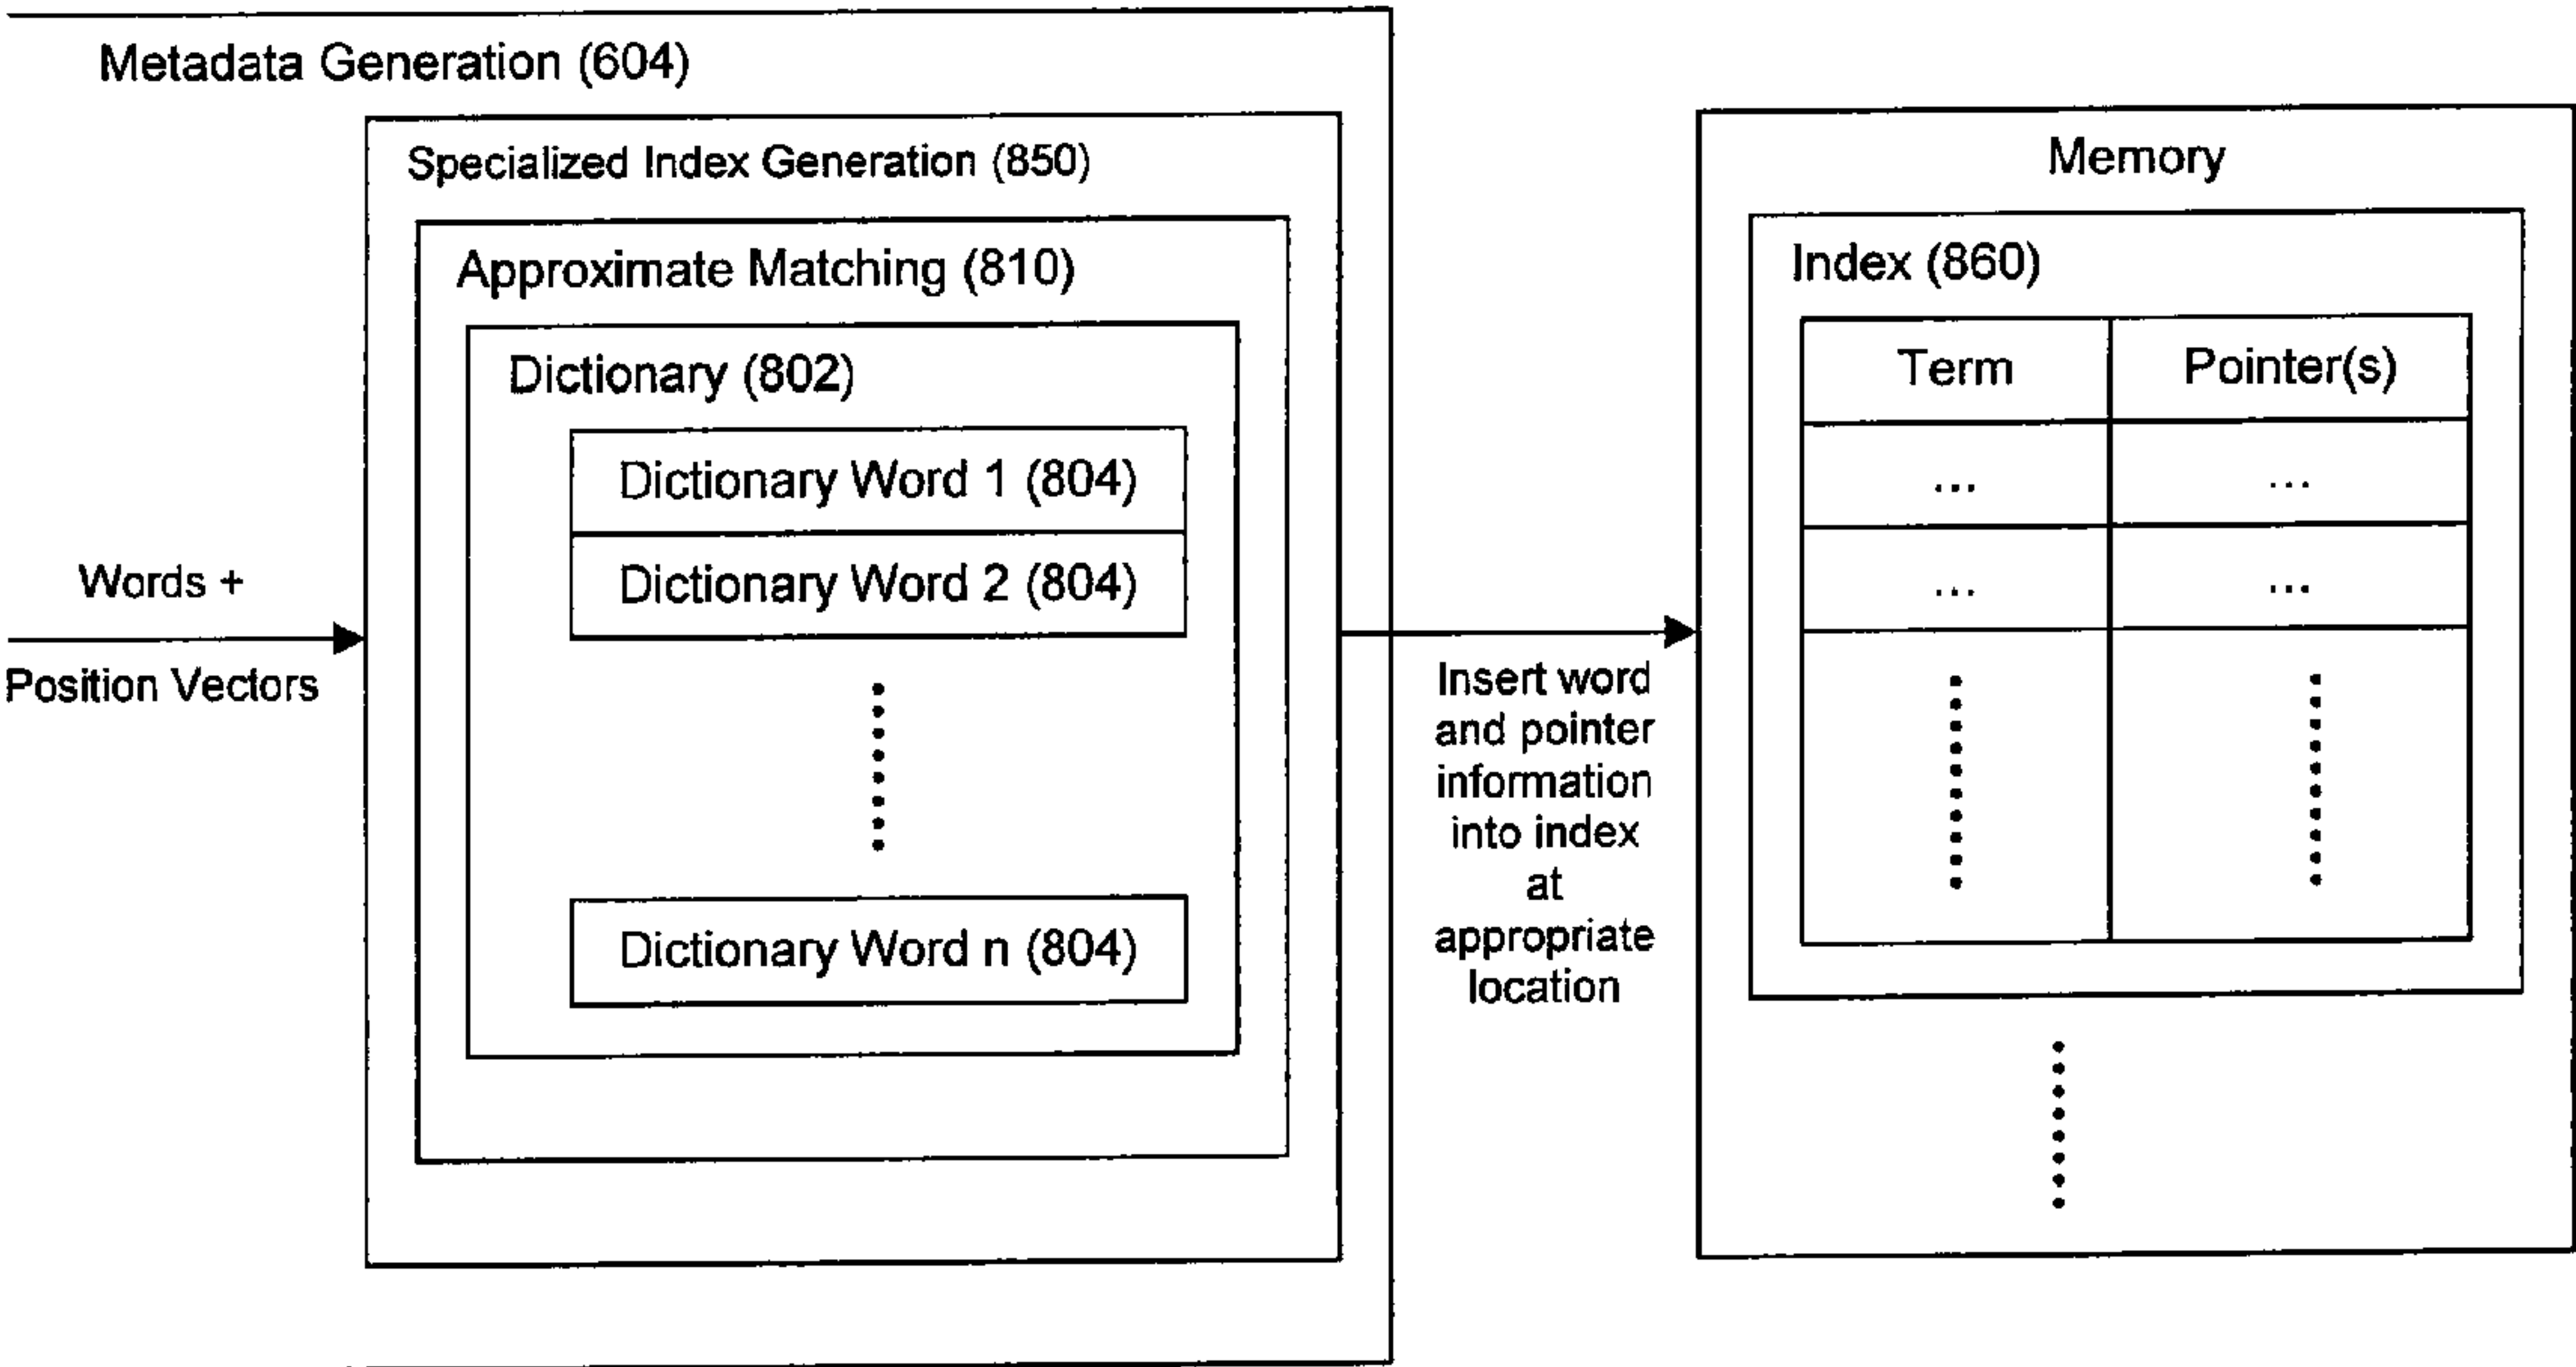 Metadata Generation (604)
Specialized Index Generation (850)
Approximate Matching (810)
Dictionary (802)
Dictionary Word 1 (804)
Dictionary Word 2 (804)
Dictionary Word n (804)
Words +
Position Vectors
Insert word
and pointer
information
into index
at
appropriate
location
Memory
Index (860)
Term Pointer(s)
... ...
... ...